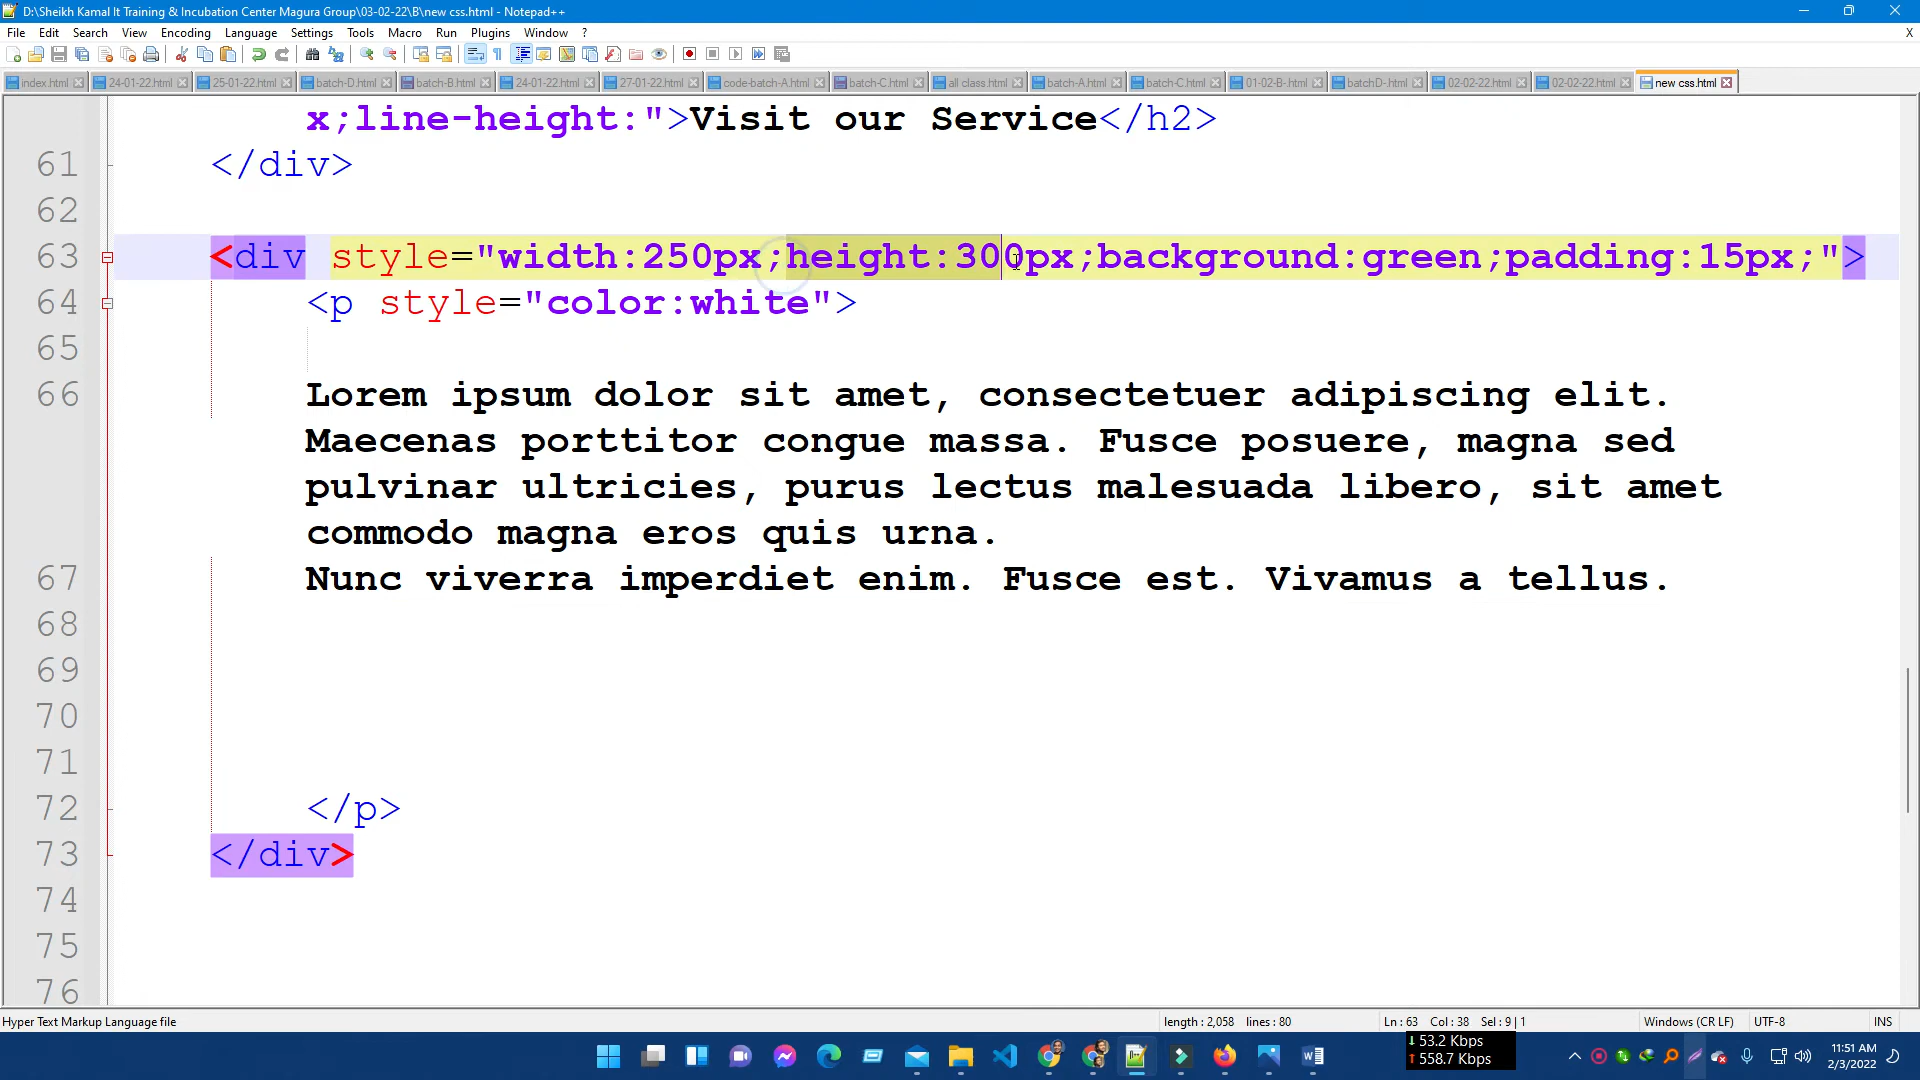 D:\Sheikh Kamal It Training & Incubation Center Magura Group\03-02-22\B\new css.html - Notepad++
File Edit Search View Encoding Language Settings Tools Macro Run Plugins Window ? X
index.html 24-01-22.html 25-01-22.html batch-D.html batch-B.html 24-01-22.html 27-01-22.html code-batch-A.html batch-C.html all class.html batch-A.html batch-C.html 01-02-B-.html batchD-.html 02-02-22.html 02-02-22.html new css.html
x;line-height:">Visit our Service</h2>
61 </div>
62
63 <div style="width:250px;height:300px;background:green;padding:15px;">
64 <p style="color:white">
65
66 Lorem ipsum dolor sit amet, consectetuer adipiscing elit.
Maecenas porttitor congue massa. Fusce posuere, magna sed
pulvinar ultricies, purus lectus malesuada libero, sit amet
commodo magna eros quis urna.
67 Nunc viverra imperdiet enim. Fusce est. Vivamus a tellus.
68
69
70
71
72 </p>
73 </div>
74
75
76
Hyper Text Markup Language file length : 2,058 lines : 80 Ln : 63 Col : 38 Sel : 9 | 1 Windows (CR LF) UTF-8 INS
↓ 53.2 Kbps
↑ 558.7 Kbps
11:51 AM
2/3/2022